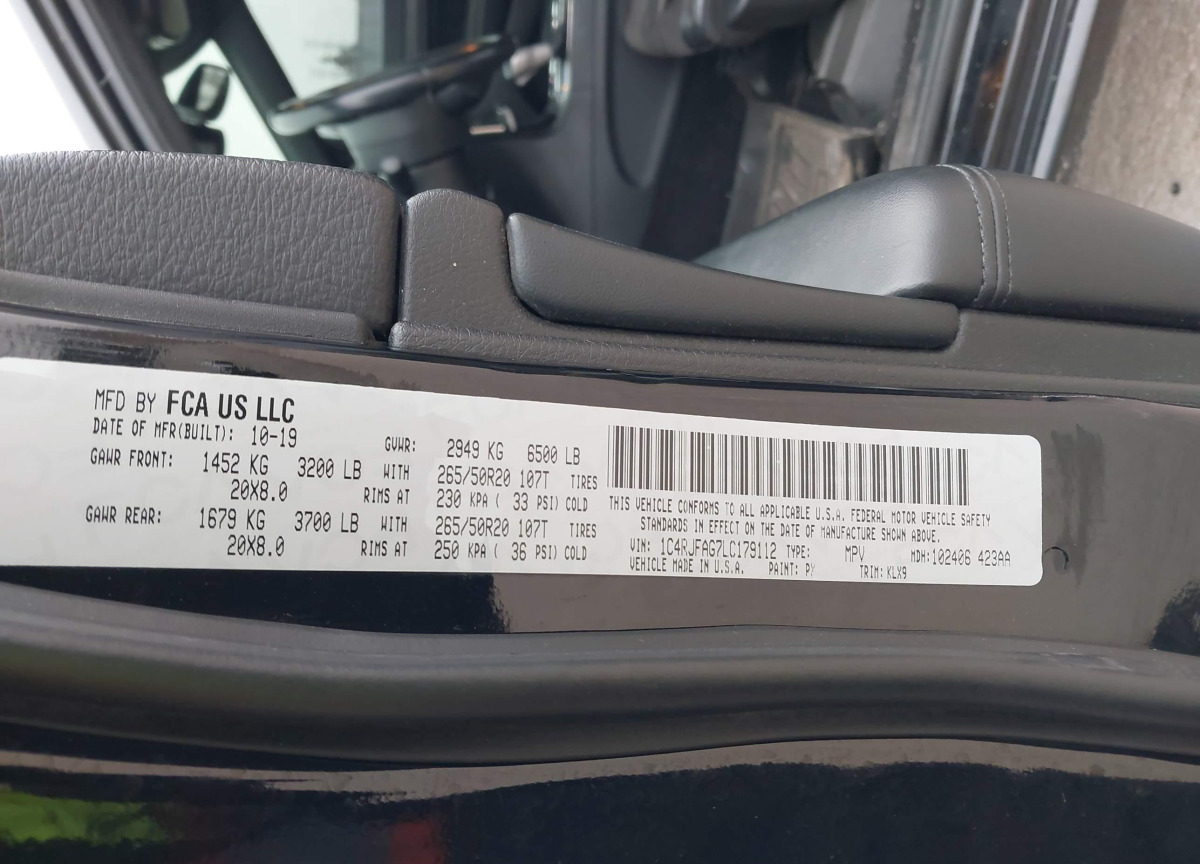 MFD BY FCA US LLC
DATE OF MFR(BUILT): 10-19 GVWR: 2949 KG 6500 LB
GAWR FRONT: 1452 KG 3200 LB WITH 265/50R20 107T TIRES
20X8.0 RIMS AT 230 KPA ( 33 PSI) COLD
GAWR REAR: 1679 KG 3700 LB WITH 265/50R20 107T TIRES
20X8.0 RIMS AT 250 KPA ( 36 PSI) COLD
THIS VEHICLE CONFORMS TO ALL APPLICABLE U.S.A. FEDERAL MOTOR VEHICLE SAFETY
STANDARDS IN EFFECT ON THE DATE OF MANUFACTURE SHOWN ABOVE.
VIN: 1C4RJFAG7LC179112 TYPE: MPV MDH:102406 423AA
VEHICLE MADE IN U.S.A. PAINT: TRIM: KLX9